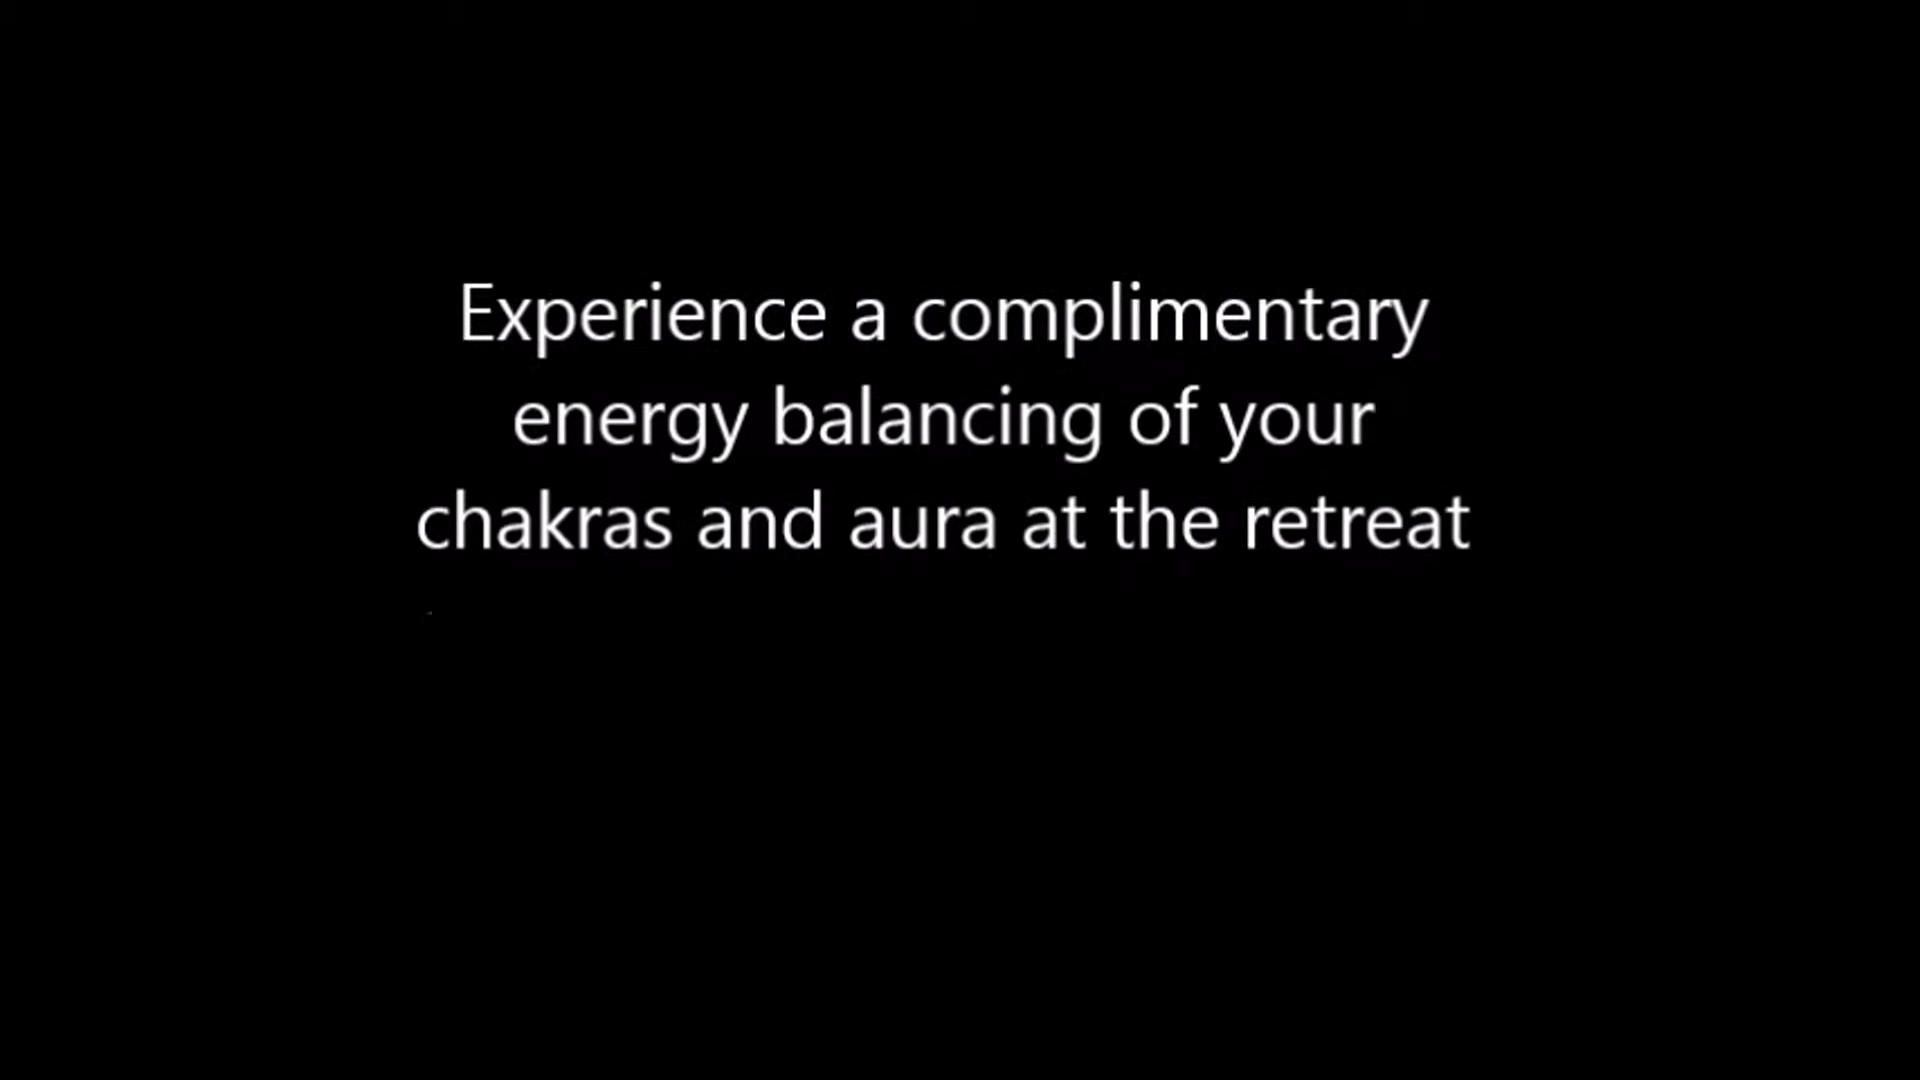 Experience a complimentary
energy balancing of your
chakras and aura at the retreat